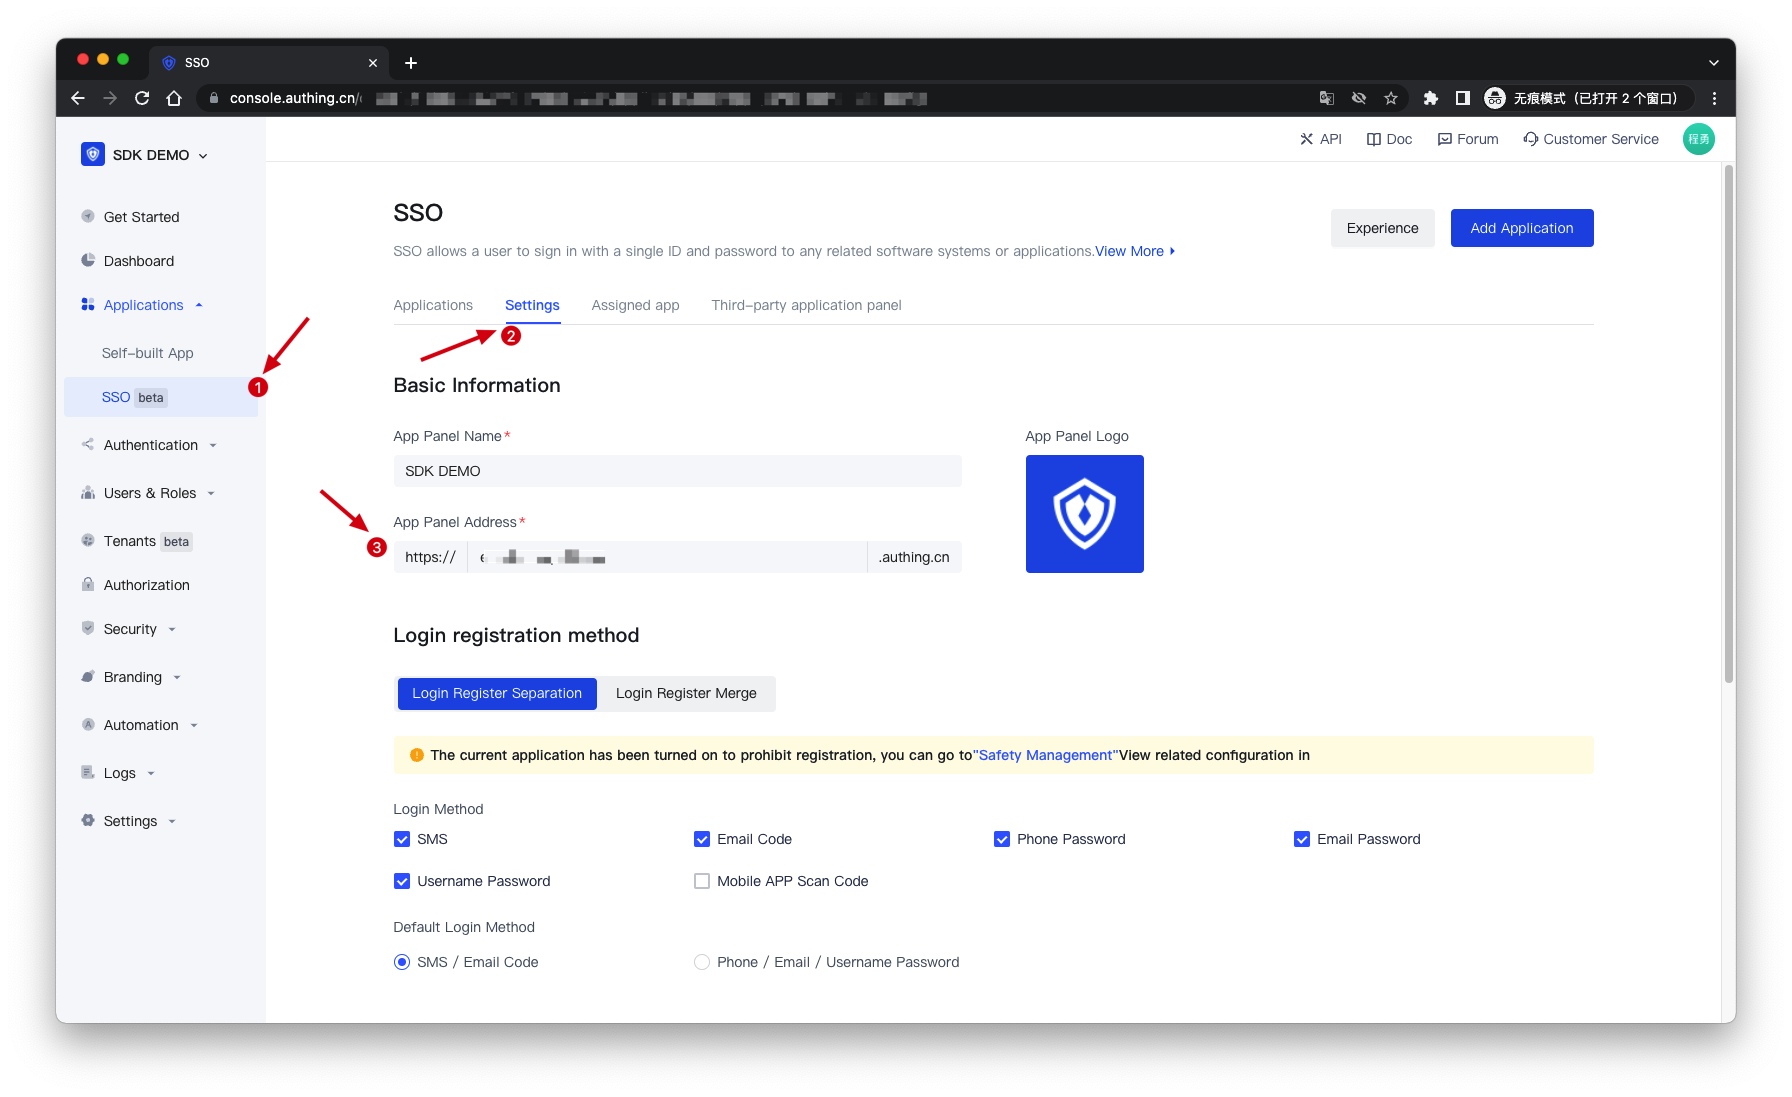 SSO
console.authing.cn/
无痕模式（已打开 2 个窗口）
SDK DEMO
API
Doc
Forum
Customer Service
程勇
Get Started
Dashboard
Applications
Self-built App
SSO beta
Authentication
Users & Roles
Tenants beta
Authorization
Security
Branding
Automation
Logs
Settings
SSO
SSO allows a user to sign in with a single ID and password to any related software systems or applications.View More
Experience
Add Application
Applications
Settings
Assigned app
Third-party application panel
1
2
Basic Information
App Panel Name*
SDK DEMO
App Panel Logo
App Panel Address*
3
https://
.authing.cn
Login registration method
Login Register Separation
Login Register Merge
The current application has been turned on to prohibit registration, you can go to"Safety Management"View related configuration in
Login Method
SMS
Email Code
Phone Password
Email Password
Username Password
Mobile APP Scan Code
Default Login Method
SMS / Email Code
Phone / Email / Username Password